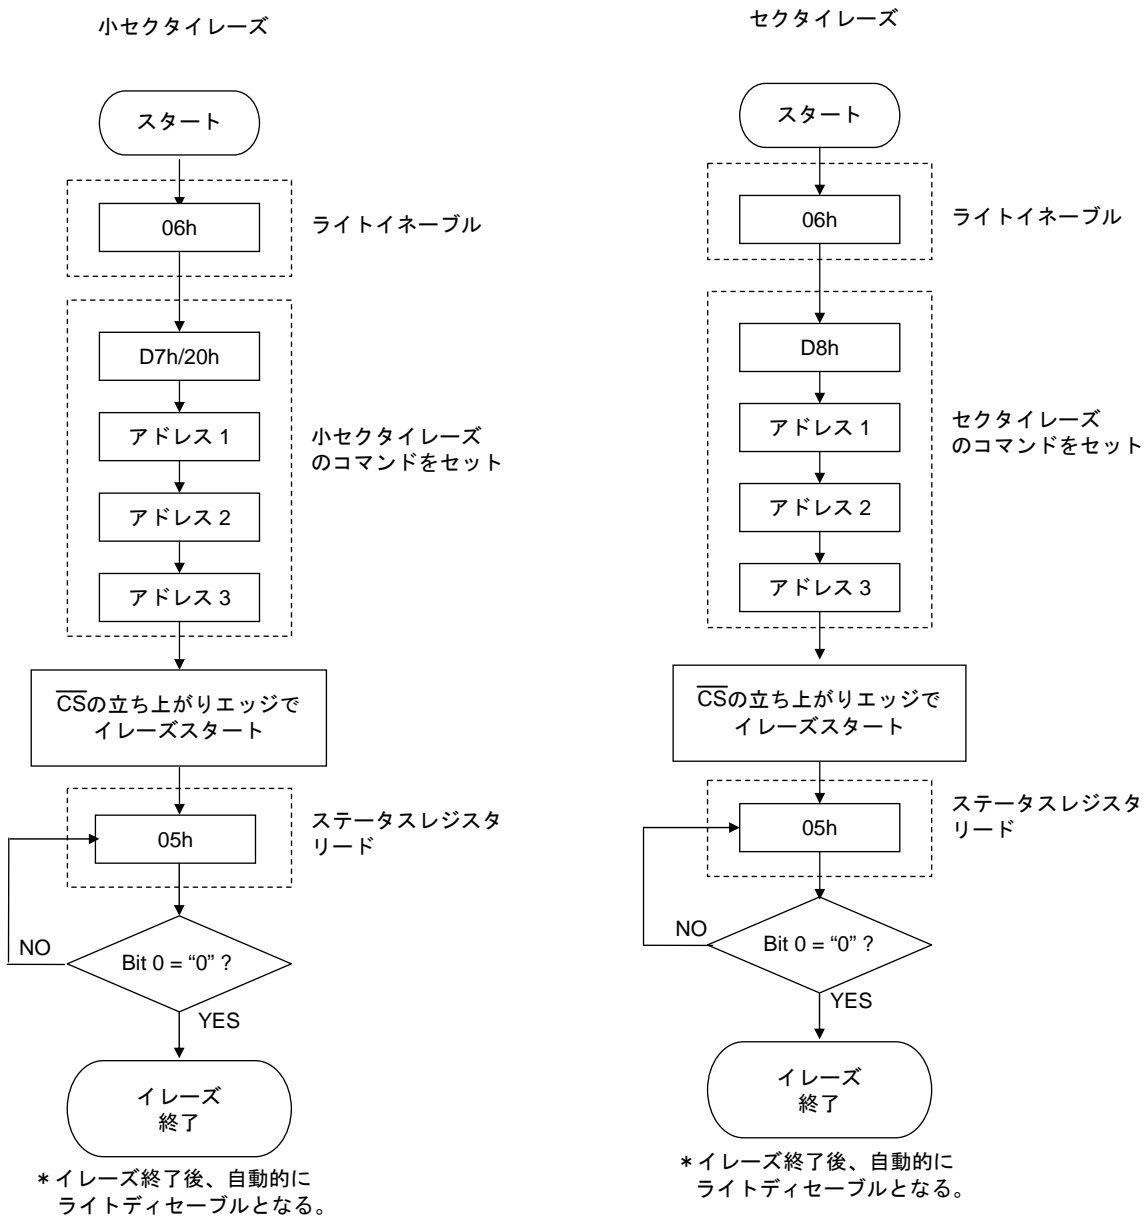 小セクタイレーズ
スタート
06h
ライトイネーブル
D7h/20h
アドレス 1
アドレス 2
アドレス 3
小セクタイレーズ
のコマンドをセット
C̅S̅の立ち上がりエッジで
イレーズスタート
05h
ステータスレジスタ
リード
NO
Bit 0 = “0” ?
YES
イレーズ
終了
* イレーズ終了後、自動的に
ライトディセーブルとなる。
セクタイレーズ
スタート
06h
ライトイネーブル
D8h
アドレス 1
アドレス 2
アドレス 3
セクタイレーズ
のコマンドをセット
C̅S̅の立ち上がりエッジで
イレーズスタート
05h
ステータスレジスタ
リード
NO
Bit 0 = “0” ?
YES
イレーズ
終了
* イレーズ終了後、自動的に
ライトディセーブルとなる。